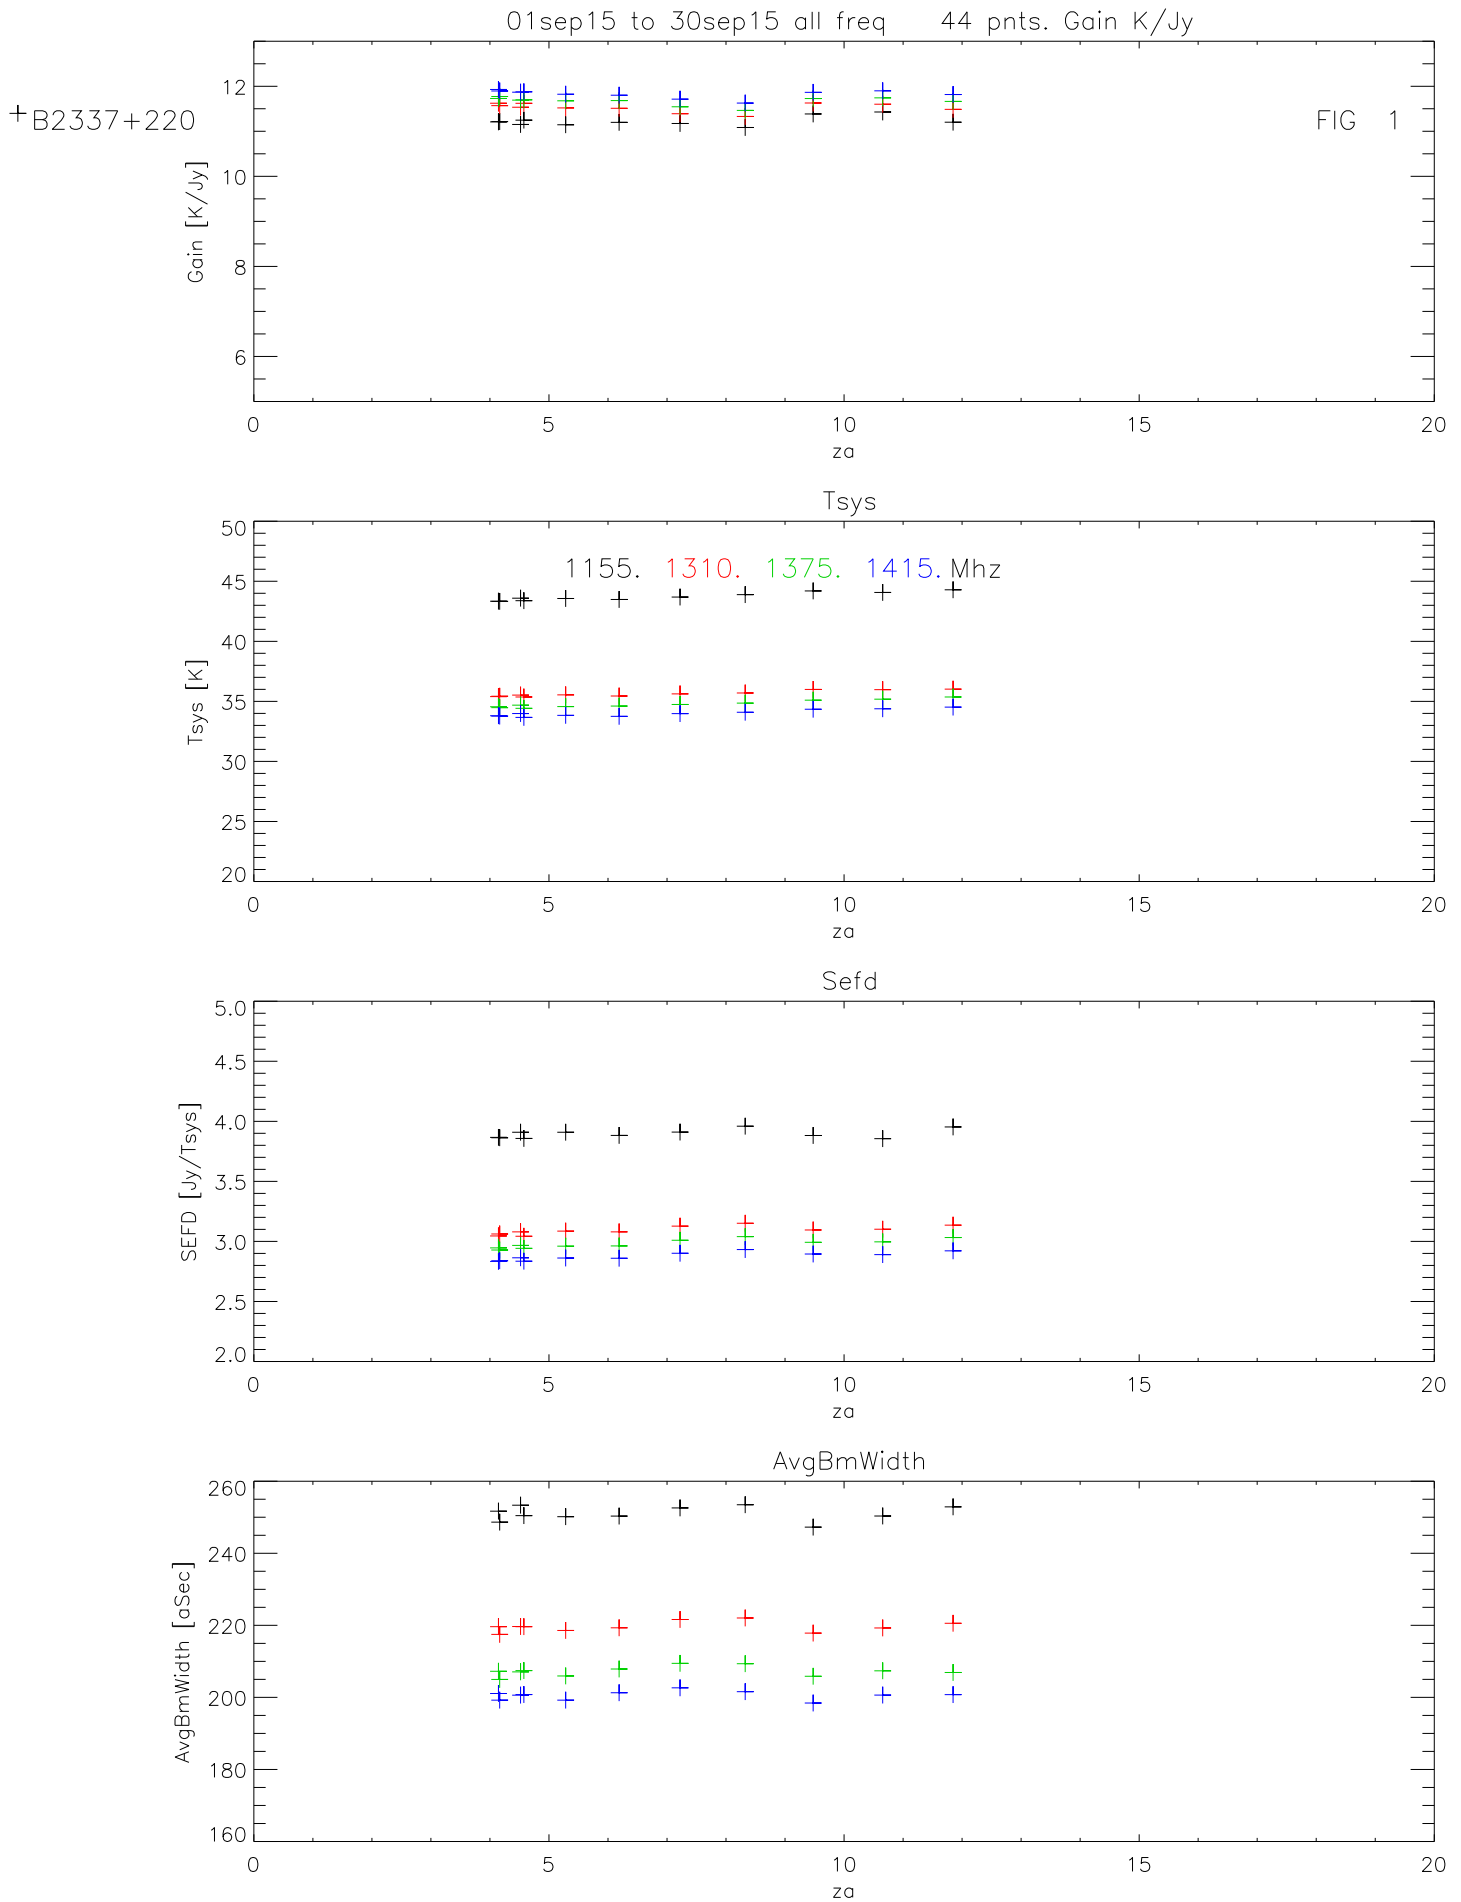 01sep15 to 30sep15 all freq 44 pnts. Gain K/Jy
+B2337+220
FIG 1
Gain [K/Jy]
12
10
8
6
0 5 10 15 20
za
Tsys
1155. 1310. 1375. 1415. Mhz
Tsys [K]
50
45
40
35
30
25
20
0 5 10 15 20
za
Sefd
SEFD [Jy/Tsys]
5.0
4.5
4.0
3.5
3.0
2.5
2.0
0 5 10 15 20
za
AvgBmWidth
AvgBmWidth [aSec]
260
240
220
200
180
160
0 5 10 15 20
za